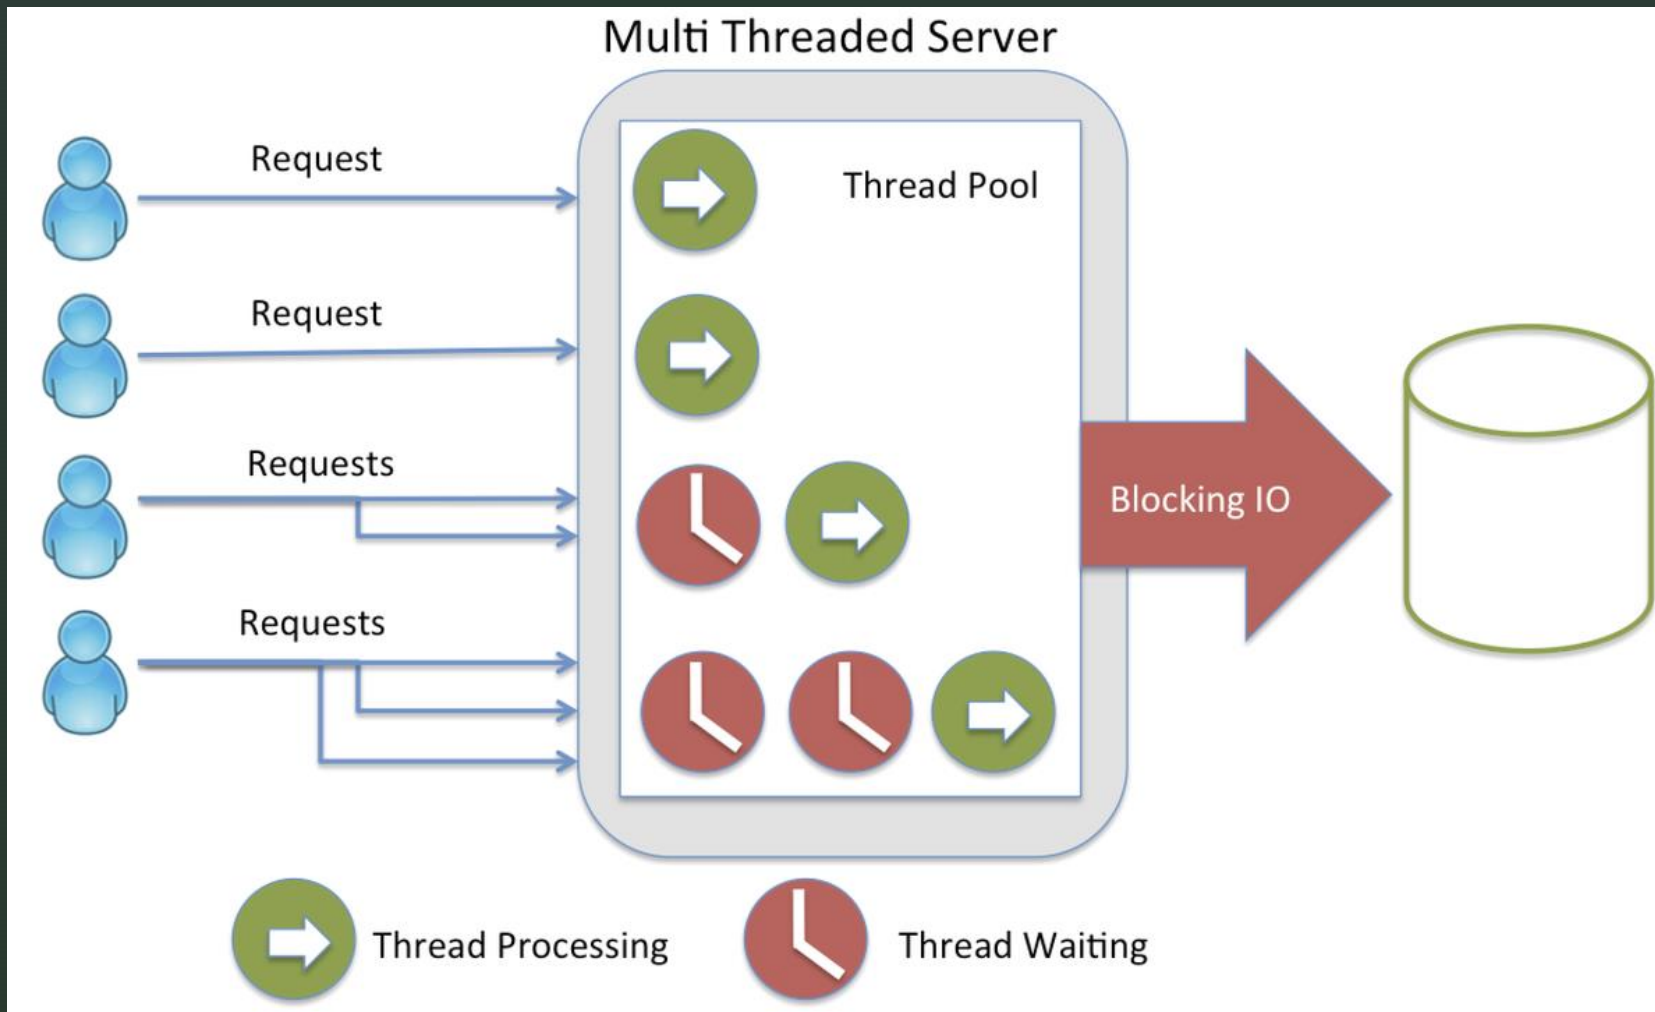 Multi Threaded Server
Request
Thread Pool
Request
Requests
Blocking IO
Requests
Thread Processing
Thread Waiting